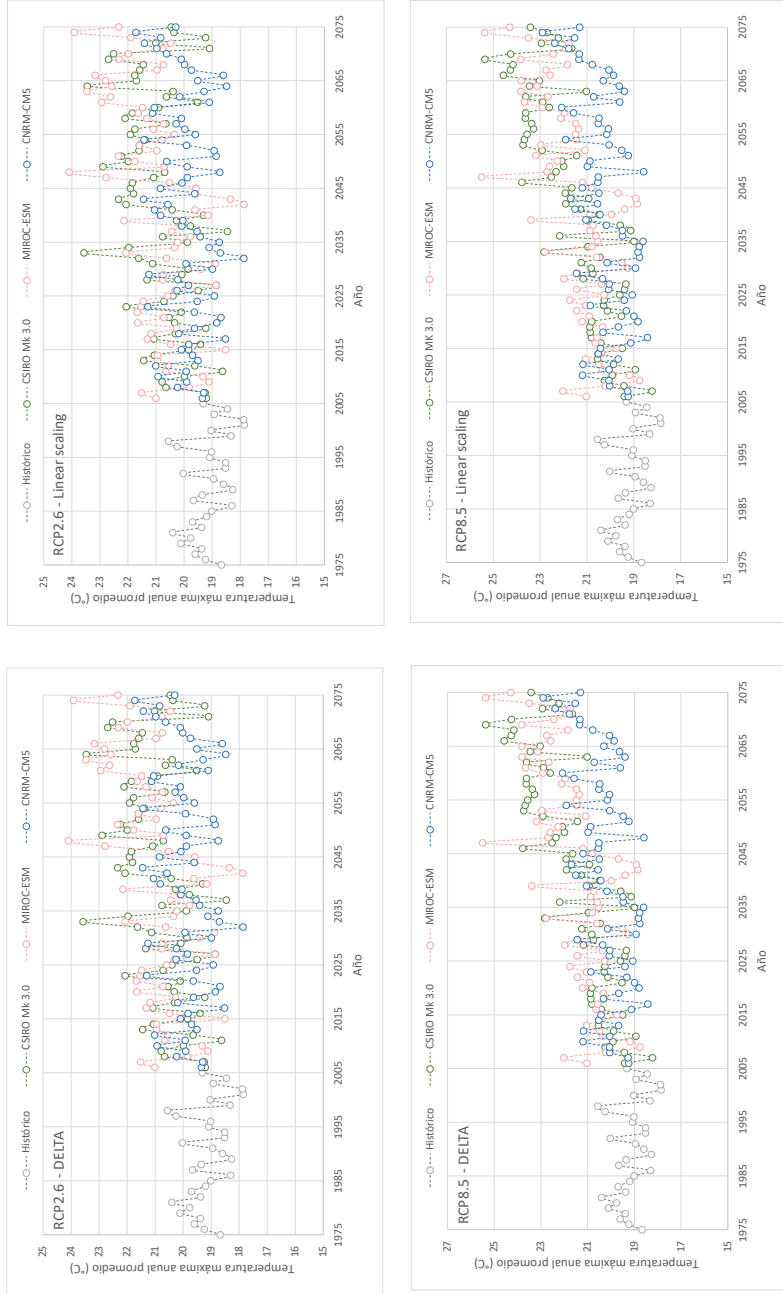 Histórico CSIRO Mk 3.0 MIROC-ESM CNRM-CM5
RCP2.6 - DELTA
Temperatura máxima anual promedio (°C)
25
24
23
22
21
20
19
18
17
16
15
1975 1985 1995 2005 2015 2025 2035 2045 2055 2065 2075
Año
Histórico CSIRO Mk 3.0 MIROC-ESM CNRM-CM5
RCP2.6 - Linear scaling
Temperatura máxima anual promedio (°C)
25
24
23
22
21
20
19
18
17
16
15
1975 1985 1995 2005 2015 2025 2035 2045 2055 2065 2075
Año
Histórico CSIRO Mk 3.0 MIROC-ESM CNRM-CM5
RCP8.5 - DELTA
Temperatura máxima anual promedio (°C)
27
25
23
21
19
17
15
1975 1985 1995 2005 2015 2025 2035 2045 2055 2065 2075
Año
Histórico CSIRO Mk 3.0 MIROC-ESM CNRM-CM5
RCP8.5 - Linear scaling
Temperatura máxima anual promedio (°C)
27
25
23
21
19
17
15
1975 1985 1995 2005 2015 2025 2035 2045 2055 2065 2075
Año